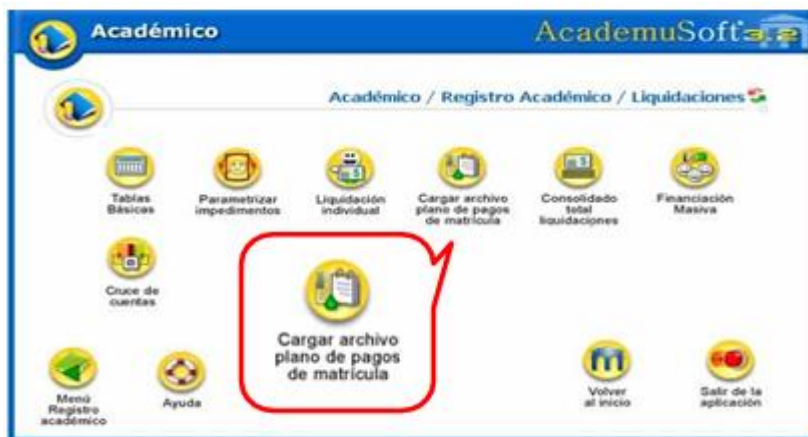 Académico
AcademuSoft 3.2
Académico / Registro Académico / Liquidaciones
Tablas
Básicas
Parametrizar
impedimentos
Liquidación
individual
Cargar archivo
plano de pagos
de matrícula
Consolidado
total
liquidaciones
Financiación
Masiva
Cruce de
cuentas
Cargar archivo
plano de pagos
de matrícula
Menú
Registro
académico
Ayuda
Volver
al inicio
Salir de la
aplicación